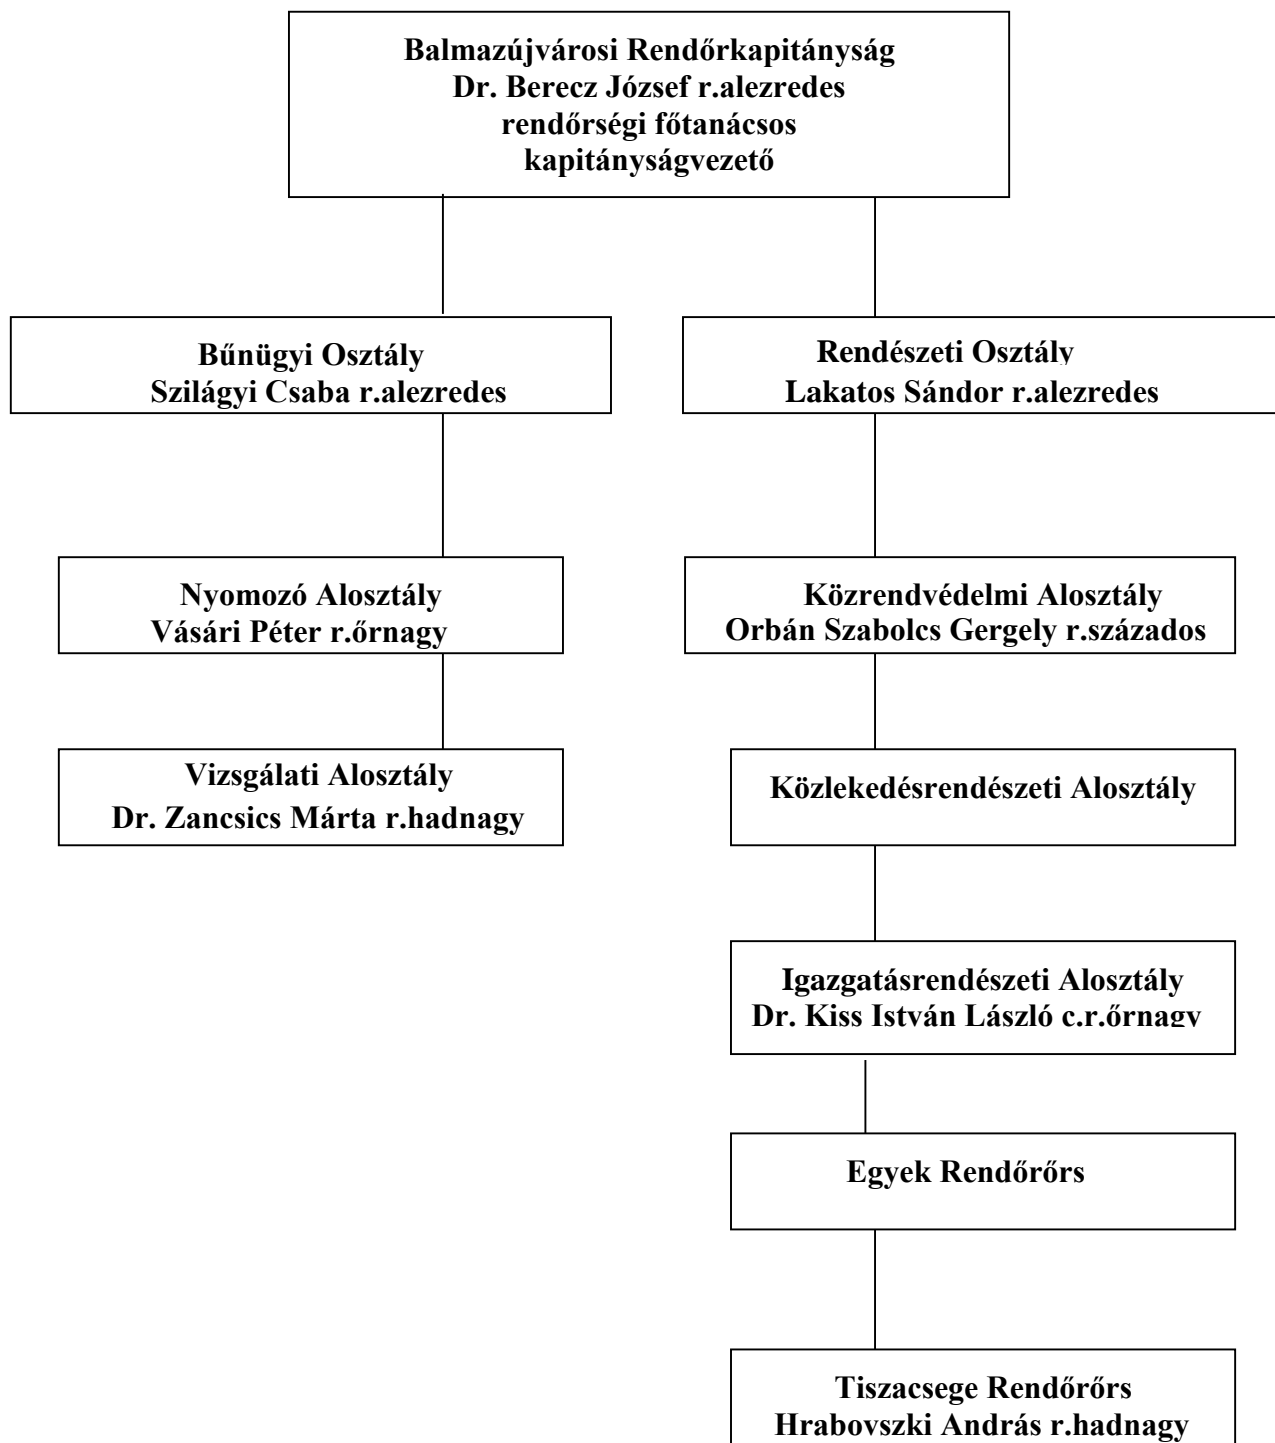 Balmazújvárosi Rendőrkapitányság
Dr. Berecz József r.alezredes
rendőrségi főtanácsos
kapitányságvezető
Bűnügyi Osztály
Szilágyi Csaba r.alezredes
Rendészeti Osztály
Lakatos Sándor r.alezredes
Nyomozó Alosztály
Vásári Péter r.őrnagy
Közrendvédelmi Alosztály
Orbán Szabolcs Gergely r.százados
Vizsgálati Alosztály
Dr. Zancsics Márta r.hadnagy
Közlekedésrendészeti Alosztály
Igazgatásrendészeti Alosztály
Dr. Kiss István László c.r.őrnagy
Egyek Rendőrőrs
Tiszacsege Rendőrőrs
Hrabovszki András r.hadnagy